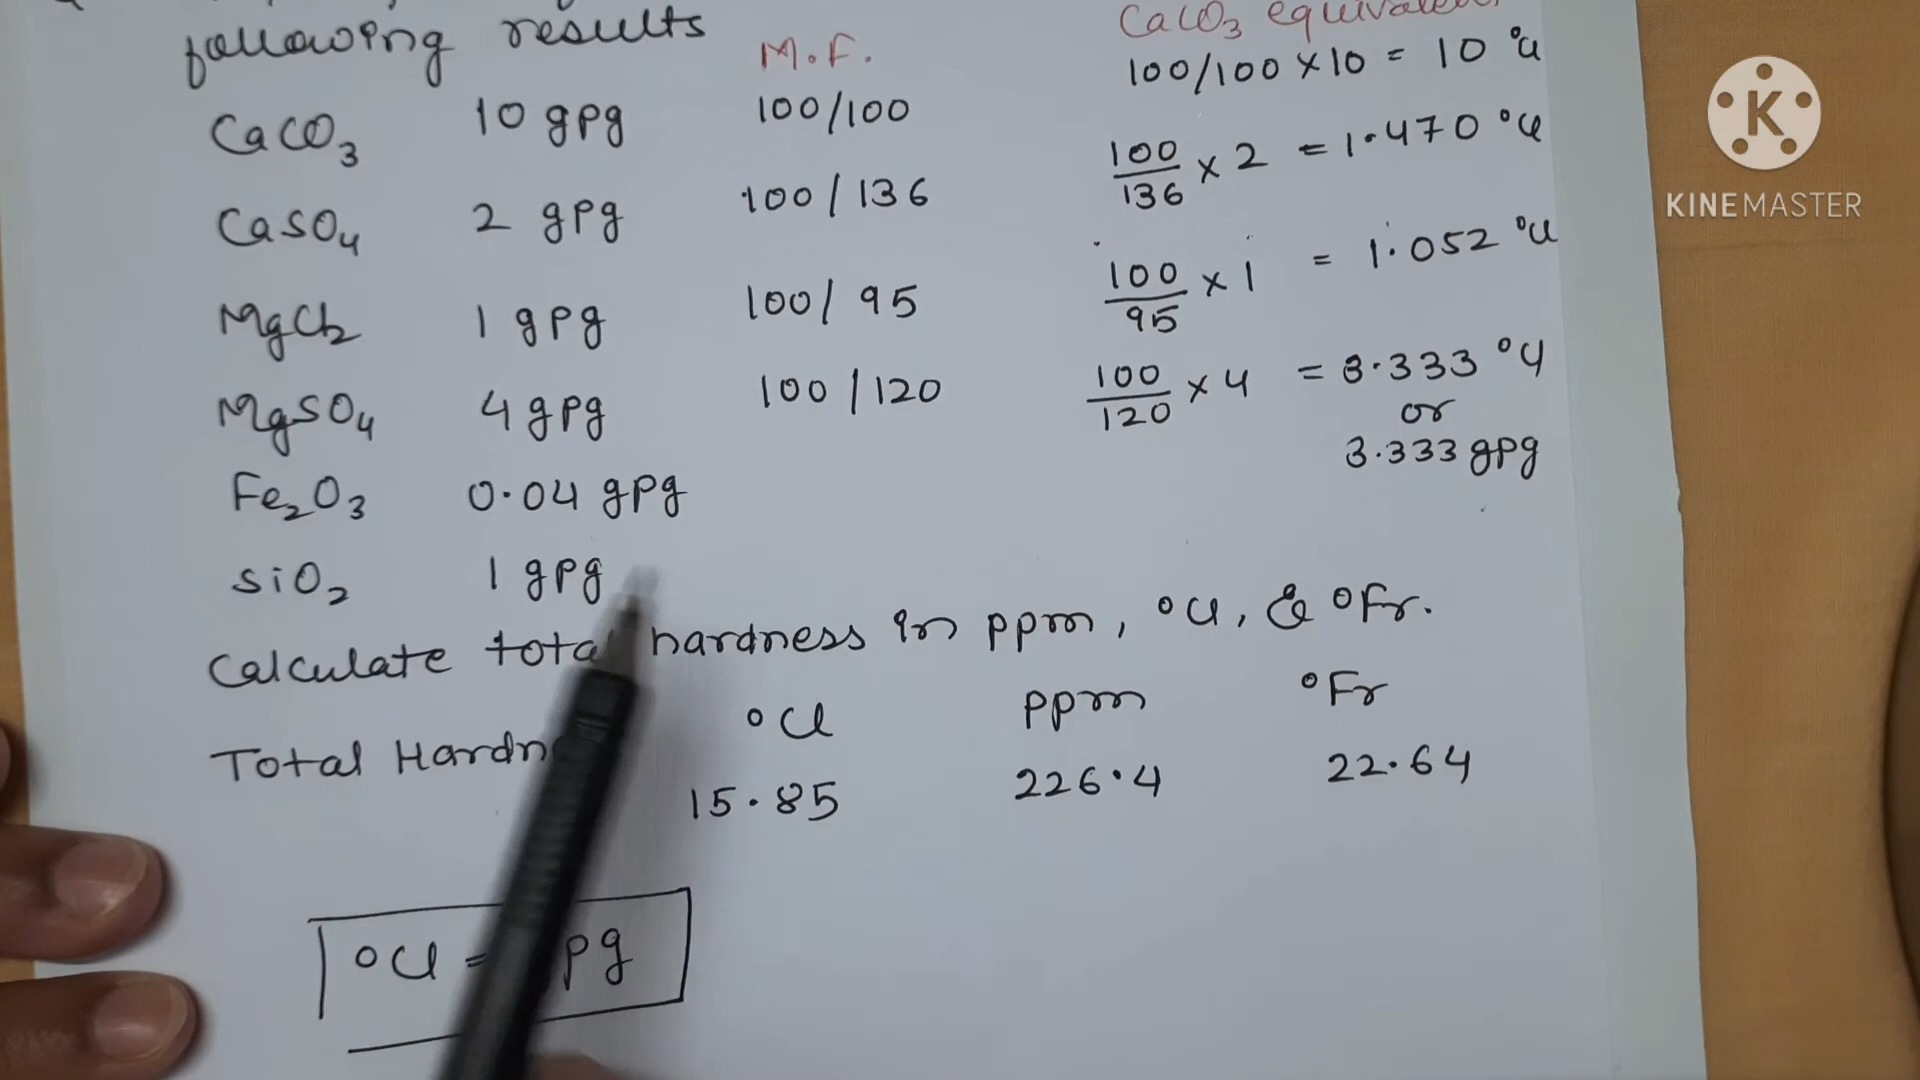 following results M.F. CaCO3 equivalen
CaCO3 10 gpg 100/100 100/100 × 10 = 10 °Cl
CaSO4 2 gpg 100/136 100/136 × 2 = 1.470 °Cl
MgCl2 1 gpg 100/95 100/95 × 1 = 1.052 °Cl
MgSO4 4 gpg 100/120 100/120 × 4 = 3.333 °Cl
or
3.333 gpg
Fe2O3 0.04 gpg
SiO2 1 gpg
Calculate total hardness in ppm, °Cl, & °Fr.
Total Hardn °Cl ppm °Fr
15.85 226.4 22.64
°Cl = pg
K
KINEMASTER